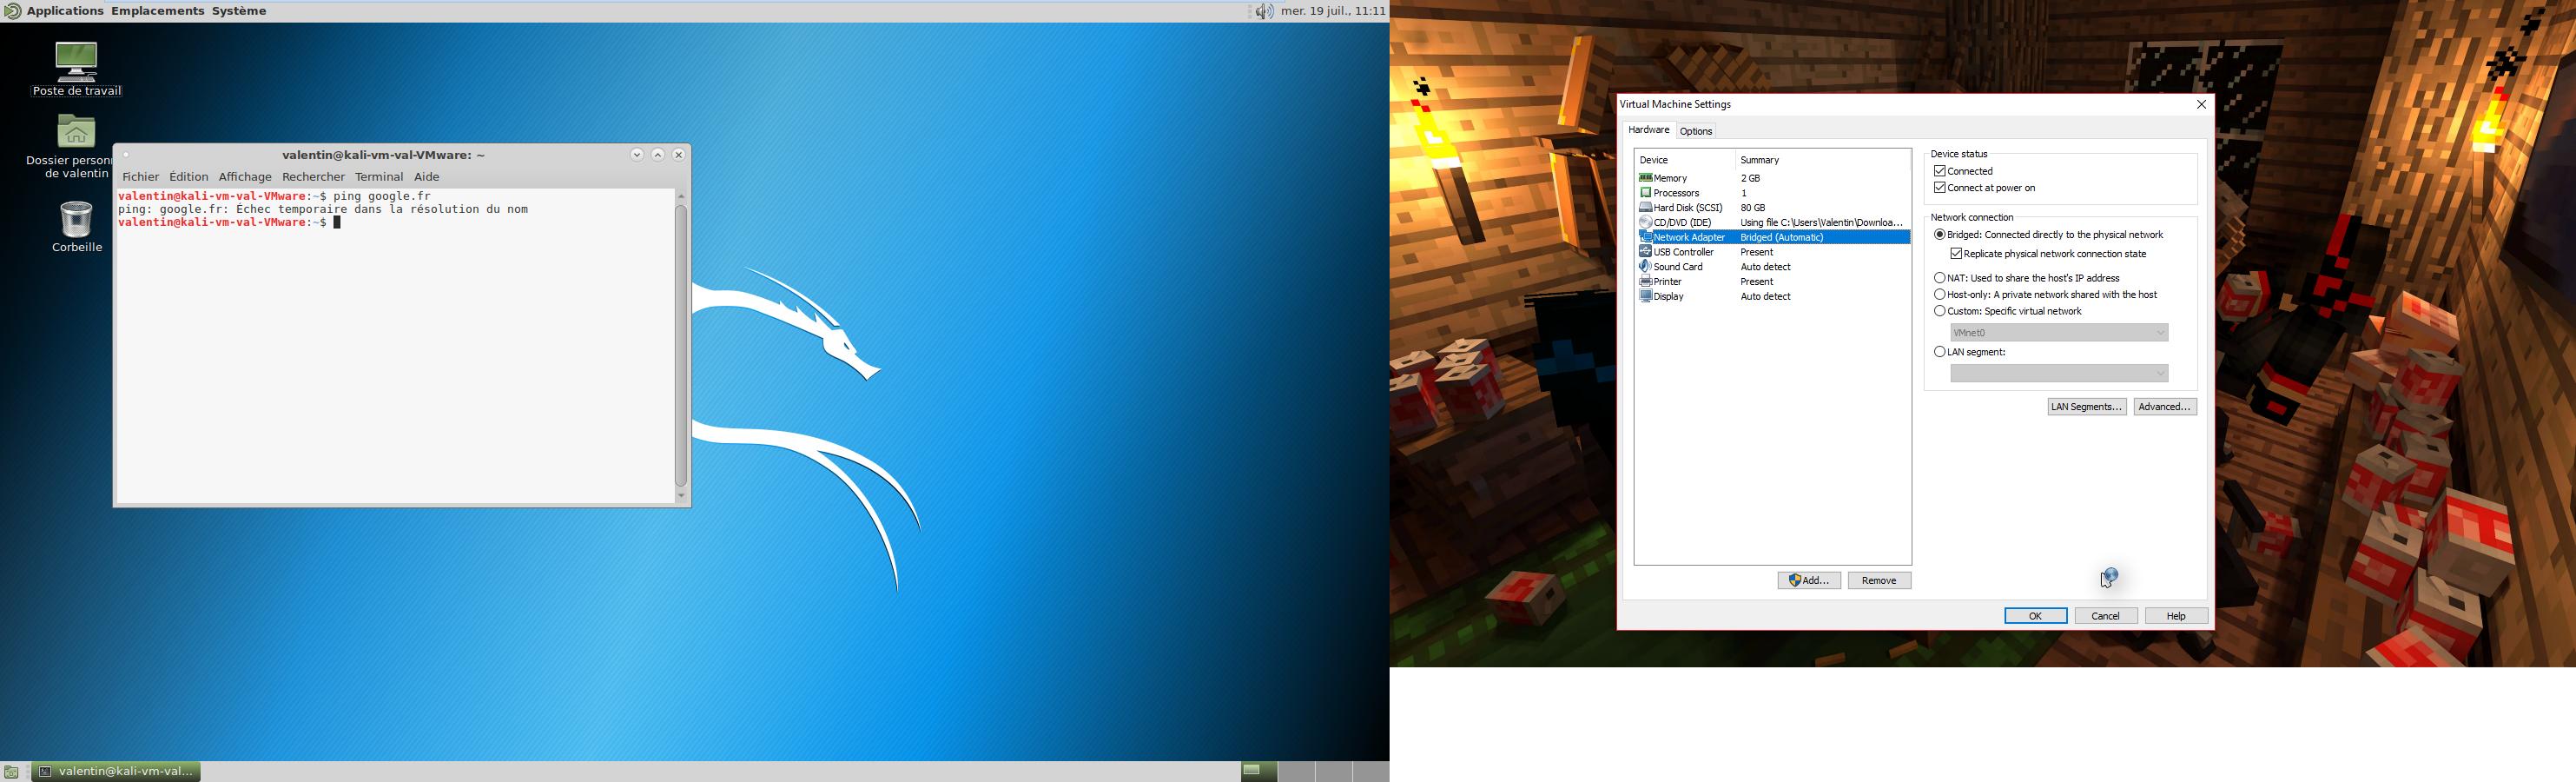 Applications Emplacements Système
mer. 19 juil., 11:11
Poste de travail
Dossier personn
de valentin
Corbeille
valentin@kali-vm-val-VMware: ~
Fichier Édition Affichage Rechercher Terminal Aide
valentin@kali-vm-val-VMware:~$ ping google.fr
ping: google.fr: Échec temporaire dans la résolution du nom
valentin@kali-vm-val-VMware:~$
valentin@kali-vm-val...
Virtual Machine Settings
Hardware Options
Device Summary
Memory 2 GB
Processors 1
Hard Disk (SCSI) 80 GB
CD/DVD (IDE) Using file C:\Users\Valentin\Downloa...
Network Adapter Bridged (Automatic)
USB Controller Present
Sound Card Auto detect
Printer Present
Display Auto detect
Add... Remove
Device status
Connected
Connect at power on
Network connection
Bridged: Connected directly to the physical network
Replicate physical network connection state
NAT: Used to share the host's IP address
Host-only: A private network shared with the host
Custom: Specific virtual network
VMnet0
LAN segment:
LAN Segments... Advanced...
OK Cancel Help